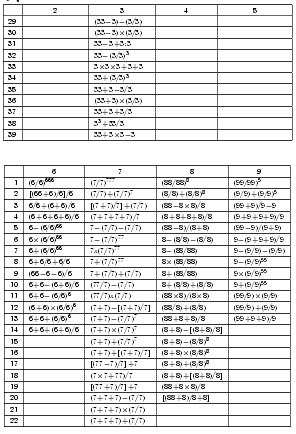 2 3 4 5
29 (33−3)−(3/3)
30 (33−3)×(3/3)
31 33−3+3:3
32 33−(3/3)³
33 3×3×3+3+3
34 33+(3/3)³
35 33+3−3/3
36 (33+3)×(3/3)
37 33+3+3/3
38 3³+33/3
39 33+3×3−3
6 7 8 9
1 (6/6)⁶⁶⁶ (7/7)⁷⁷⁷ (88/88)⁸ (99/99)⁹
2 [(66+6)/6]/6 (7/7)+(7/7)⁷ (8/8)+(8/8)⁸ (9/9)+(9/9)⁹
3 6/6+(6+6)/6 [(7+7)/7]+(7/7) (88−8×8)/8 (99+9)/9−9
4 (6+6+6+6)/6 (7+7+7+7)/7 (8+8+8+8)/8 (9+9+9+9)/9
5 6−(6/6)⁶⁶ 7−(7/7)−(7/7) (88−8)/(8+8) (99−9)/(9+9)
6 6×(6/6)⁶⁶ 7−(7/7)⁷⁷ 8−(8/8)−(8/8) 9−(9+9+9)/9
7 6+(6/6)⁶⁶ 7×(7/7)⁷⁷ 8−(88/88) 9−(9/9)−(9/9)
8 6+6/6+6/6 7+(7/7)⁷⁷ 8×(88/88) 9−(9/9)⁹⁹
9 (66−6−6)/6 7+(7/7)+(7/7) 8+(88/88) 9×(9/9)⁹⁹
10 6+6−(6+6)/6 (77/7)−(7/7) 8+(8/8)+(8/8) 9+(9/9)⁹⁹
11 6+6−(6/6)⁶ (77/7)×(7/7) (88×8)/(8×8) (99/9)×(9/9)
12 (6+6)×(6/6)⁶ (7+7)−[(7+7)/7] (88/8)+(8/8) (99/9)+(9/9)
13 6+6+(6/6)⁶ (7+7)−(7/7)⁷ (88+8+8)/8 (99+9+9)/9
14 6+6+(6+6)/6 (7+7)×(7/7)⁷ (8+8)−[(8+8)/8]
15 (7+7)+(7/7)⁷ (8+8)−(8/8)⁸
16 (7+7)+[(7+7)/7] (8+8)×(8/8)⁸
17 [(77−7)/7]+7 (8+8)+(8/8)⁸
18 (7×7+77)/7 (8+8)+[(8+8)/8]
19 [(77+7)/7]+7 (88+8×8)/8
20 (7+7+7)−(7/7) [(88+8)/8+8]
21 (7+7+7)×(7/7)
22 (7+7+7)+(7/7)